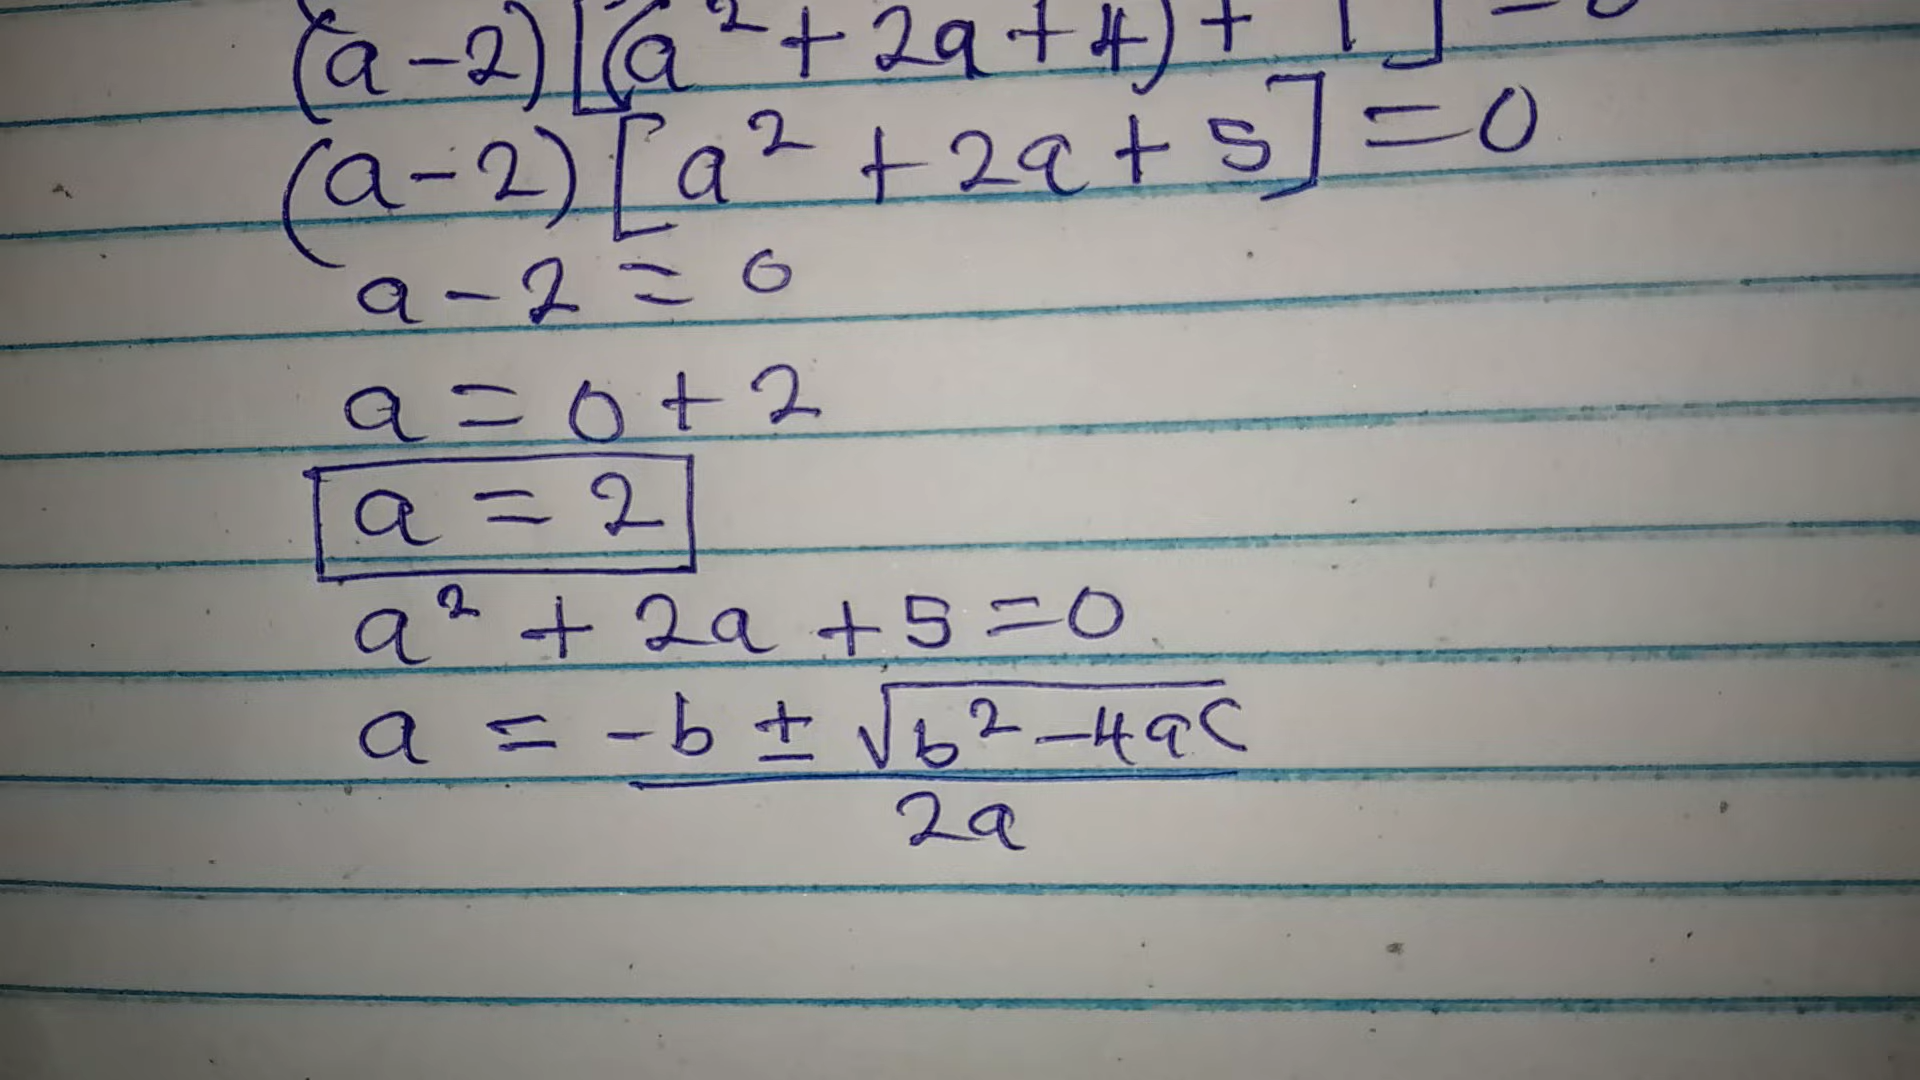 (a-2)[(a²+2a+4)+1]=0
(a-2)[a²+2a+5]=0
a-2=0
a=0+2
a=2
a²+2a+5=0
a=-b±√b²-4ac
2a